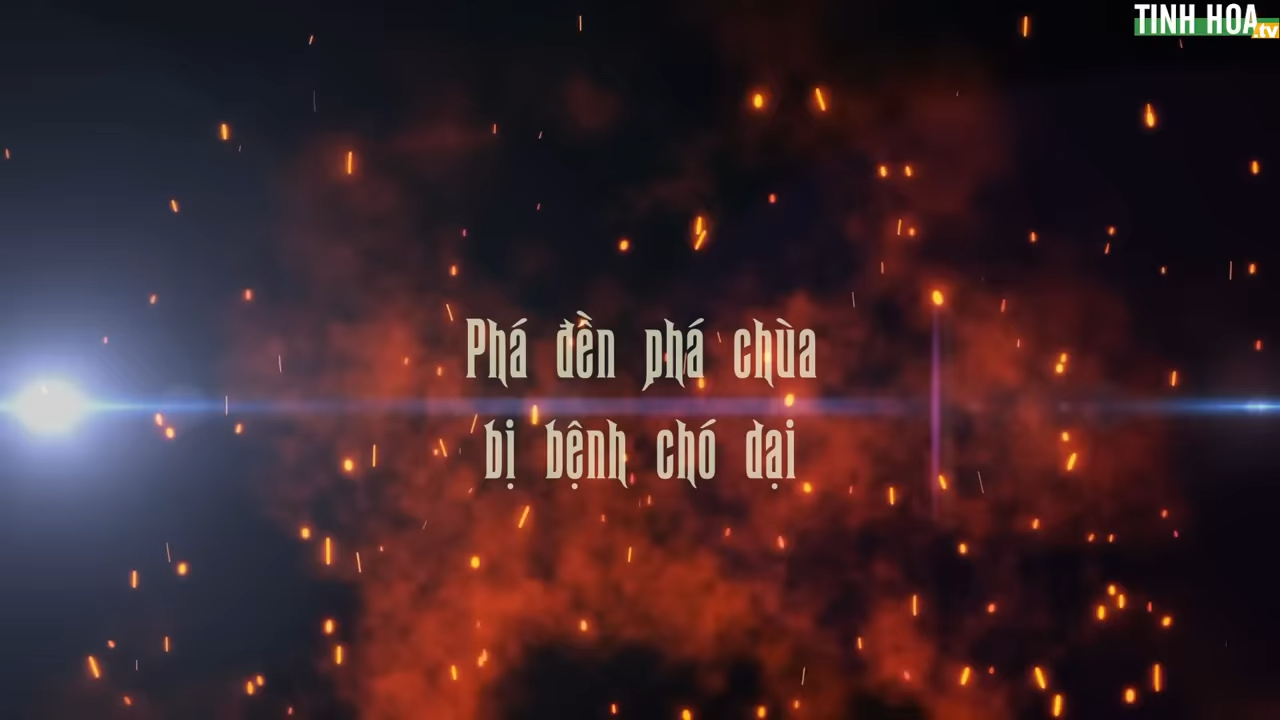 TINH HOA
.tv
Phá đền phá chùa
bị bệnh chó dại